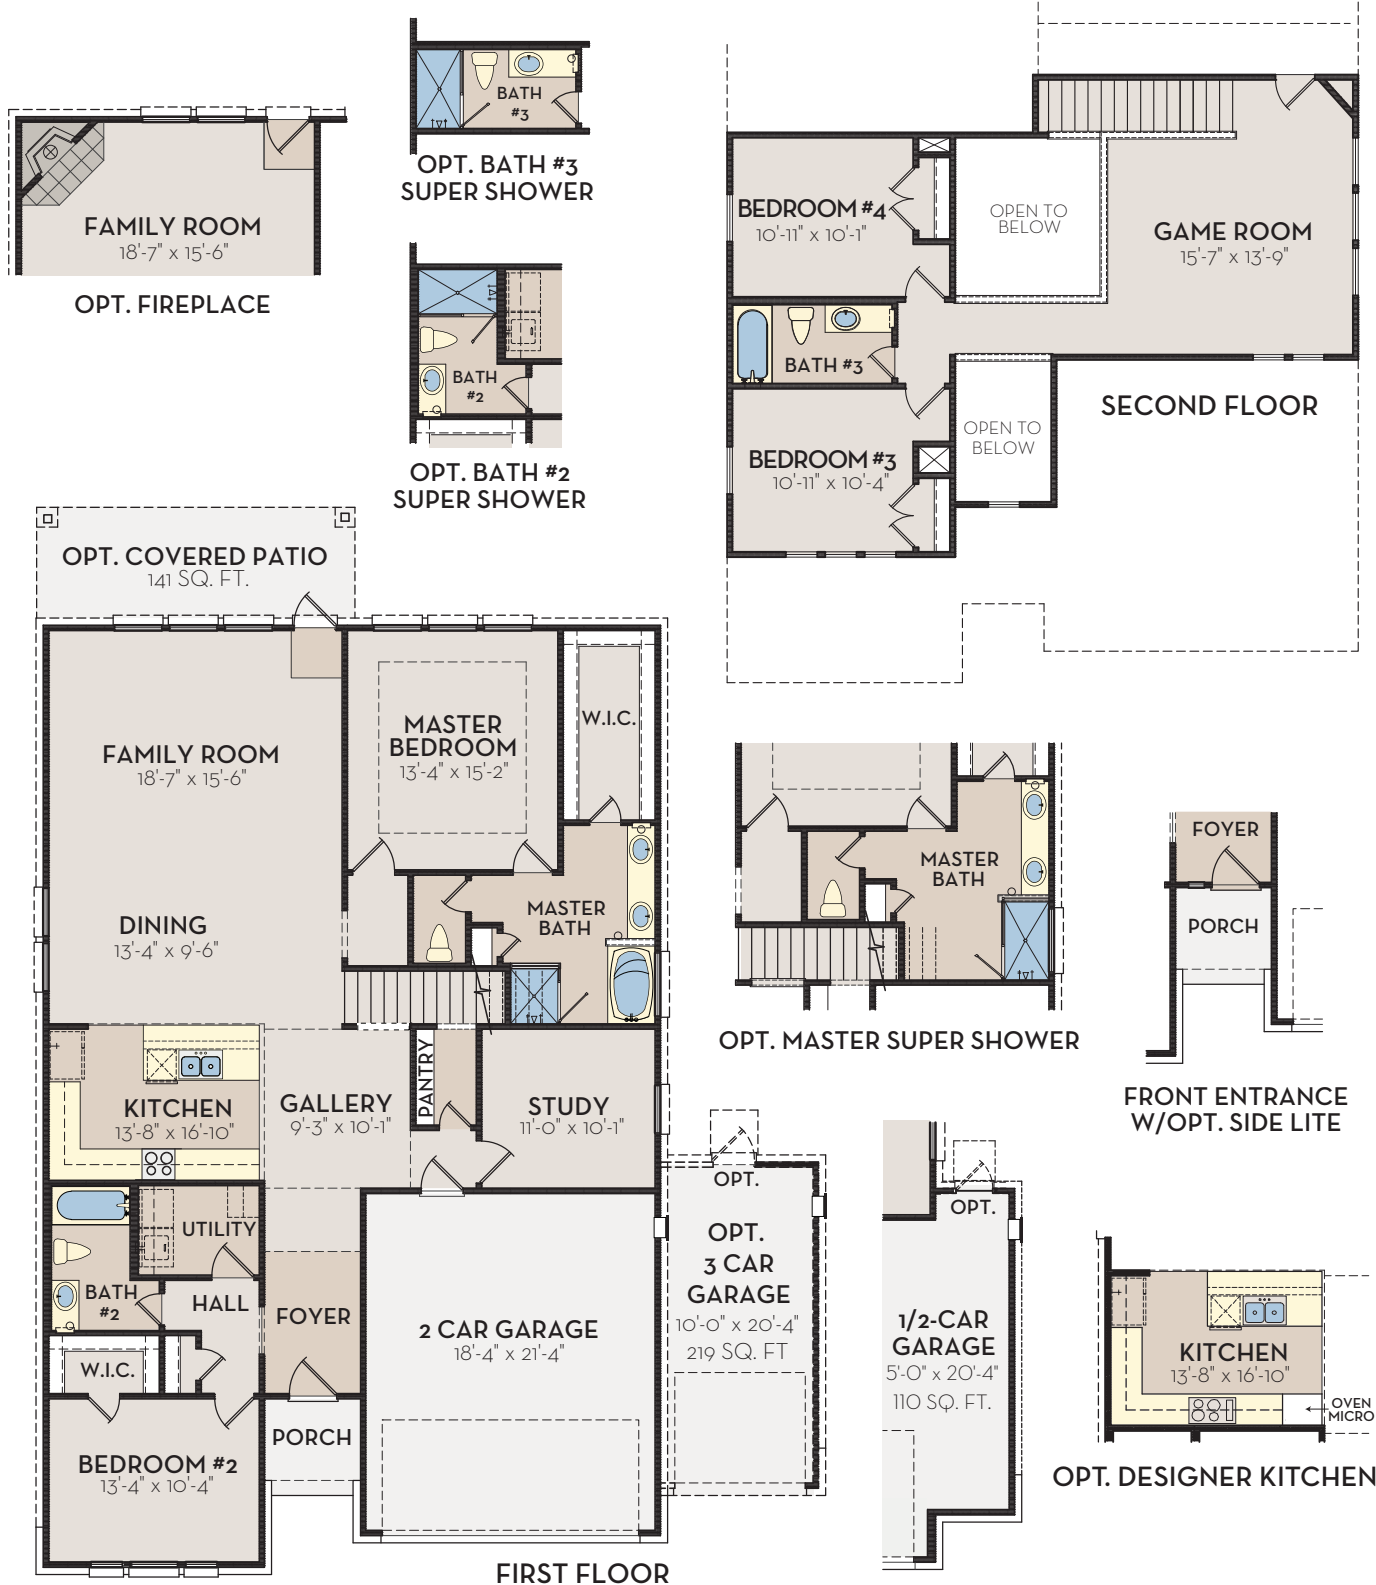 BATH
#3
OPT. BATH #3
SUPER SHOWER
FAMILY ROOM
18'-7" x 15'-6"
OPT. FIREPLACE
BATH
#2
OPT. BATH #2
SUPER SHOWER
BEDROOM #4
10'-11" x 10'-1"
OPEN TO
BELOW
GAME ROOM
15'-7" x 13'-9"
BATH #3
BEDROOM #3
10'-11" x 10'-4"
OPEN TO
BELOW
SECOND FLOOR
OPT. COVERED PATIO
141 SQ. FT.
FAMILY ROOM
18'-7" x 15'-6"
MASTER
BEDROOM
13'-4" x 15'-2"
W.I.C.
DINING
13'-4" x 9'-6"
MASTER
BATH
KITCHEN
13'-8" x 16'-10"
GALLERY
9'-3" x 10'-1"
PANTRY
STUDY
11'-0" x 10'-1"
UTILITY
BATH
#2
HALL
FOYER
W.I.C.
BEDROOM #2
13'-4" x 10'-4"
PORCH
2 CAR GARAGE
18'-4" x 21'-4"
OPT.
OPT.
3 CAR
GARAGE
10'-0" x 20'-4"
219 SQ. FT
FIRST FLOOR
MASTER
BATH
OPT. MASTER SUPER SHOWER
FOYER
PORCH
FRONT ENTRANCE
W/OPT. SIDE LITE
OPT.
1/2-CAR
GARAGE
5'-0" x 20'-4"
110 SQ. FT.
KITCHEN
13'-8" x 16'-10"
OVEN
MICRO
OPT. DESIGNER KITCHEN